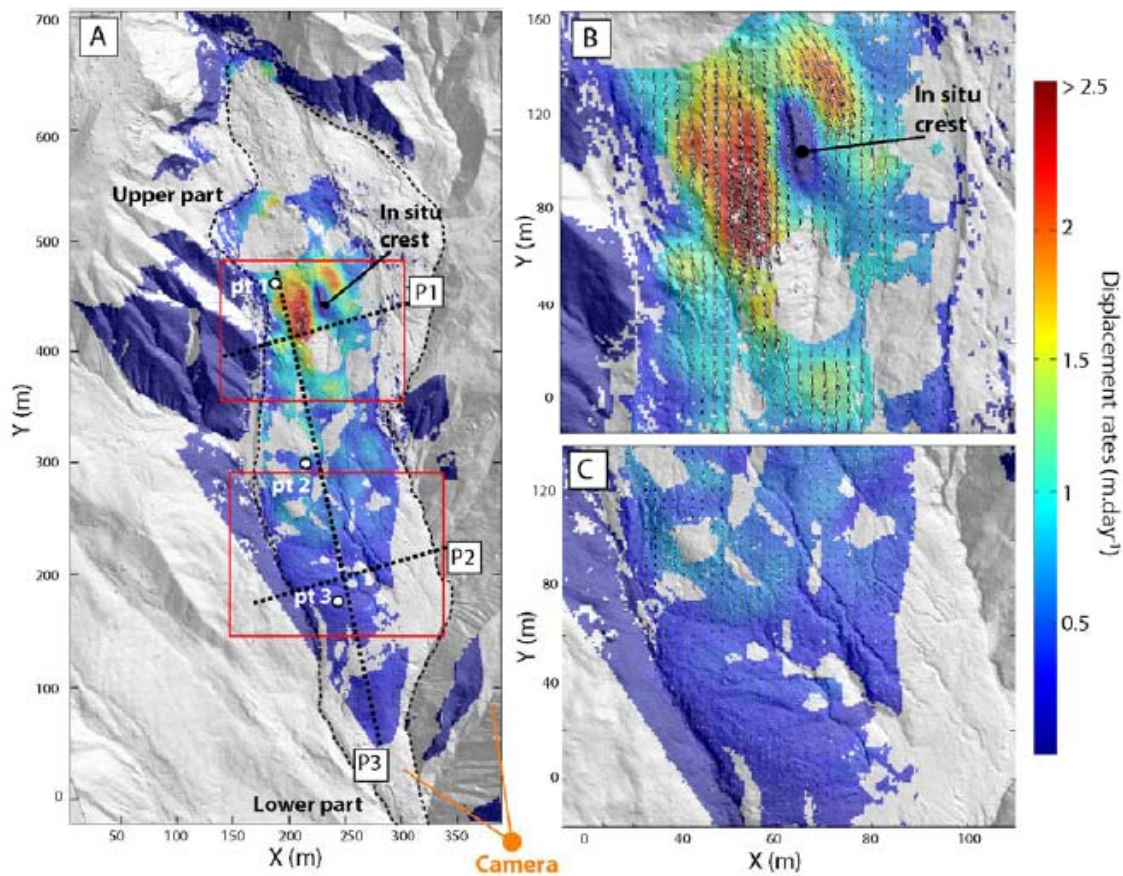 A
700
600
500
400
300
200
100
0
Y (m)
50
100
150
200
250
300
350
X (m)
Upper part
In situ
crest
pt 1
P1
pt 2
P2
pt 3
P3
Lower part
Camera
B
160
120
80
40
0
Y (m)
In situ
crest
C
120
80
40
0
Y (m)
0
40
60
80
100
X (m)
> 2.5
2
1.5
1
0.5
Displacement rates (m.day⁻¹)